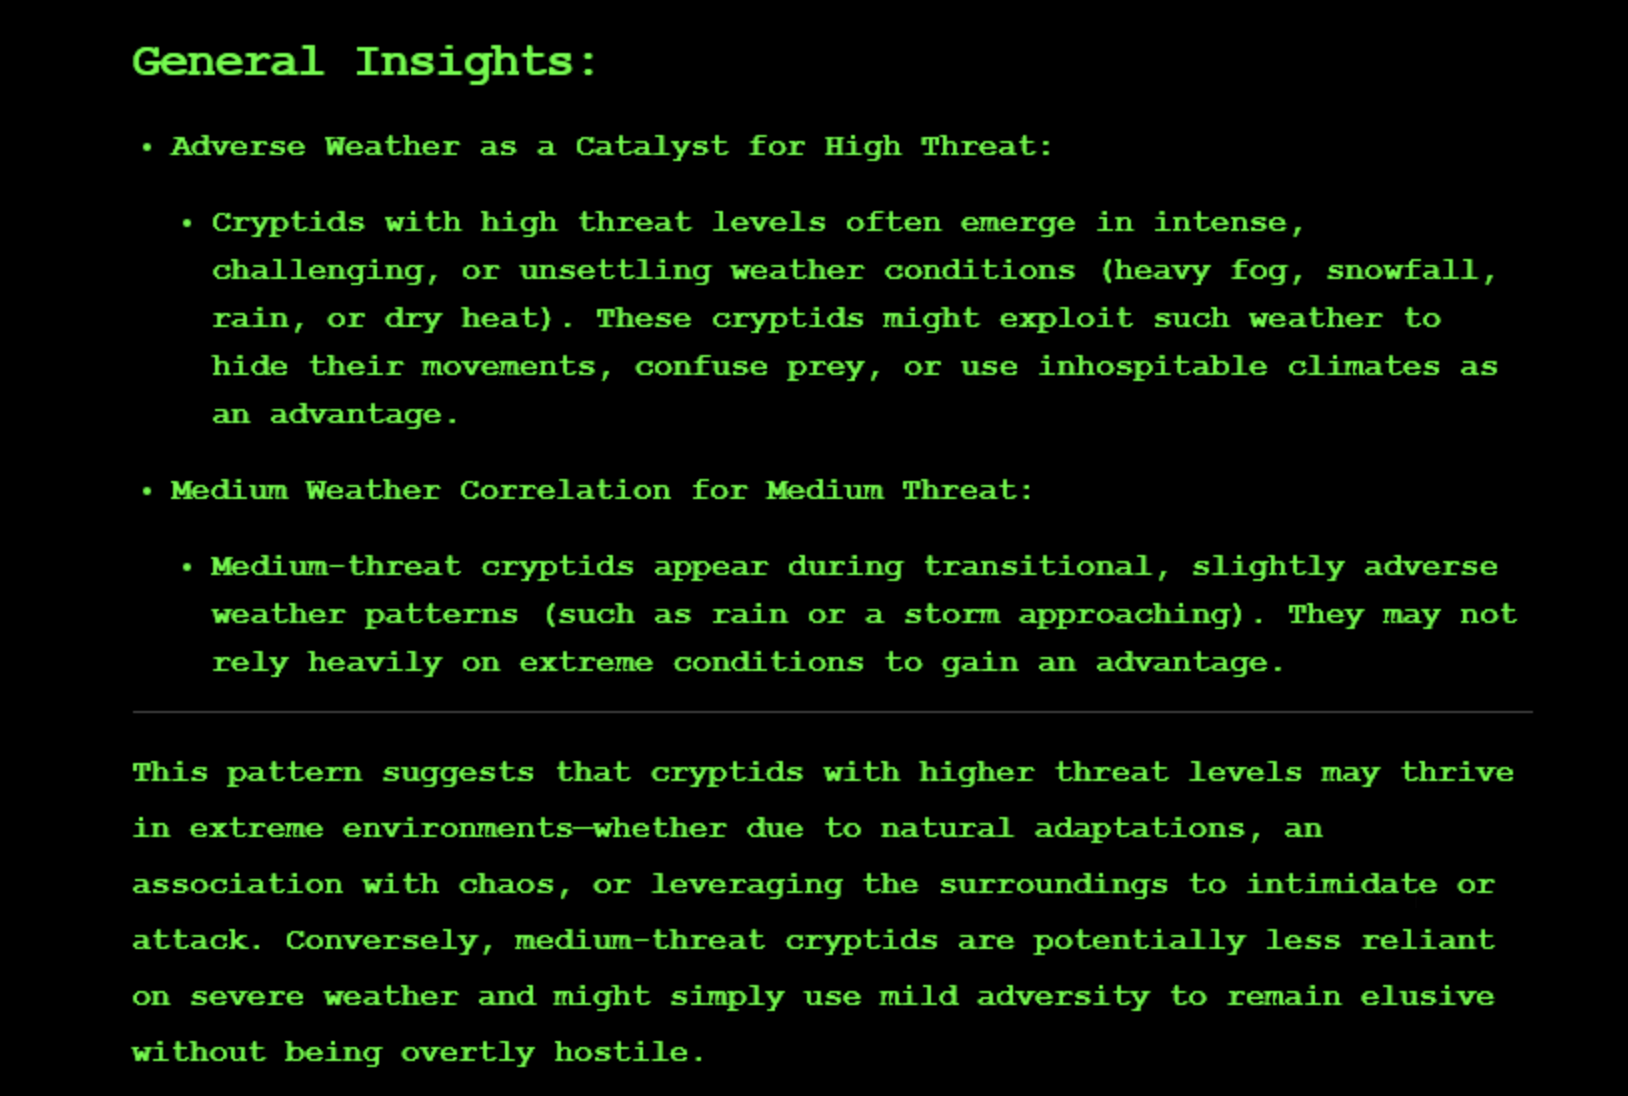 General Insights:
• Adverse Weather as a Catalyst for High Threat:
• Cryptids with high threat levels often emerge in intense,
challenging, or unsettling weather conditions (heavy fog, snowfall,
rain, or dry heat). These cryptids might exploit such weather to
hide their movements, confuse prey, or use inhospitable climates as
an advantage.
• Medium Weather Correlation for Medium Threat:
• Medium-threat cryptids appear during transitional, slightly adverse
weather patterns (such as rain or a storm approaching). They may not
rely heavily on extreme conditions to gain an advantage.
This pattern suggests that cryptids with higher threat levels may thrive
in extreme environments—whether due to natural adaptations, an
association with chaos, or leveraging the surroundings to intimidate or
attack. Conversely, medium-threat cryptids are potentially less reliant
on severe weather and might simply use mild adversity to remain elusive
without being overtly hostile.